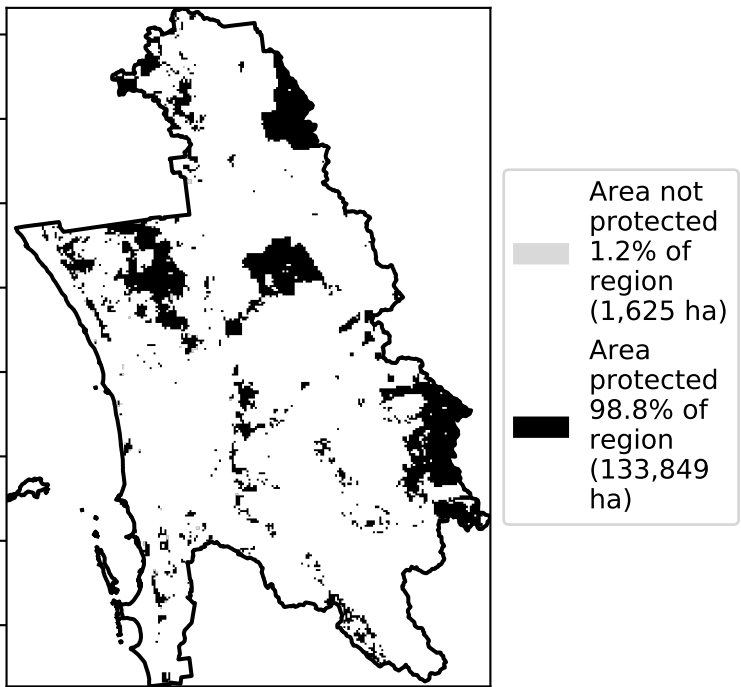 Area not
protected
1.2% of
region
(1,625 ha)
Area
protected
98.8% of
region
(133,849
ha)